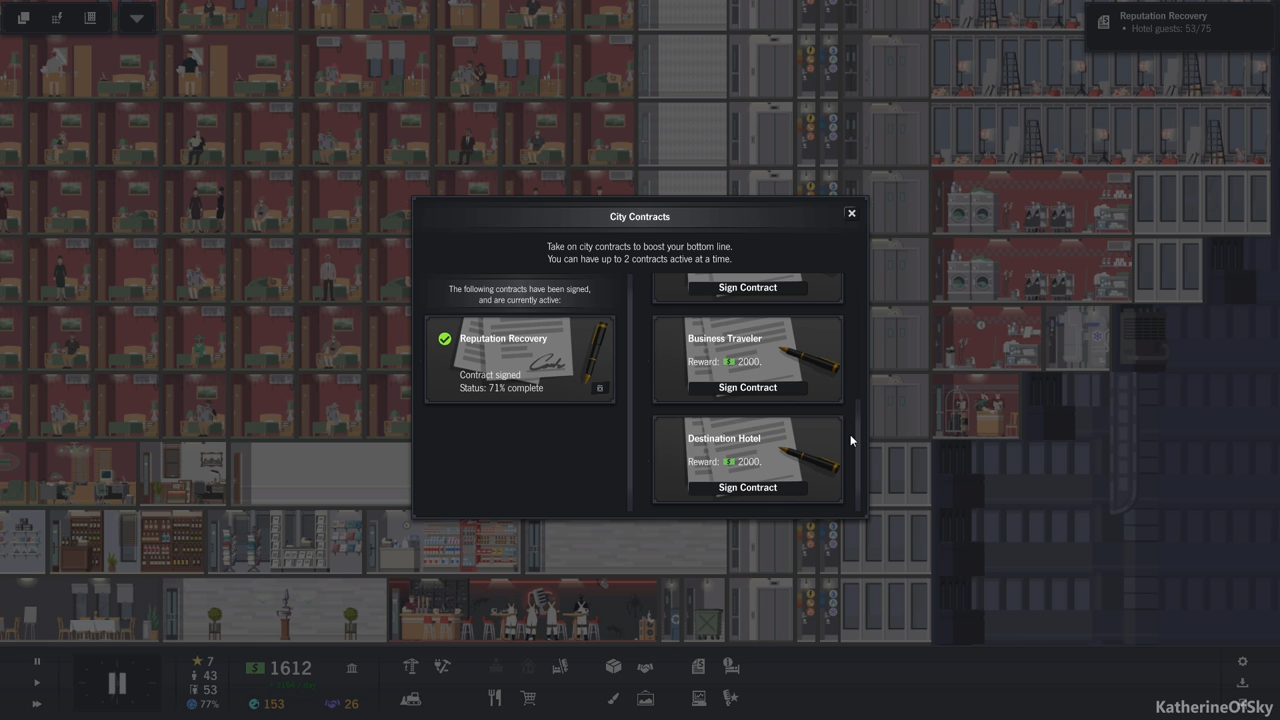 Reputation Recovery
• Hotel guests: 53/75
City Contracts
Take on city contracts to boost your bottom line.
You can have up to 2 contracts active at a time.
The following contracts have been signed,
and are currently active:
Reputation Recovery
Contract signed
Status: 71% complete
Sign Contract
Business Traveler
Reward: $ 2000.
Sign Contract
Destination Hotel
Reward: $ 2000.
Sign Contract
7
43
53
77%
$ 1612
153
26
KatherineOfSky